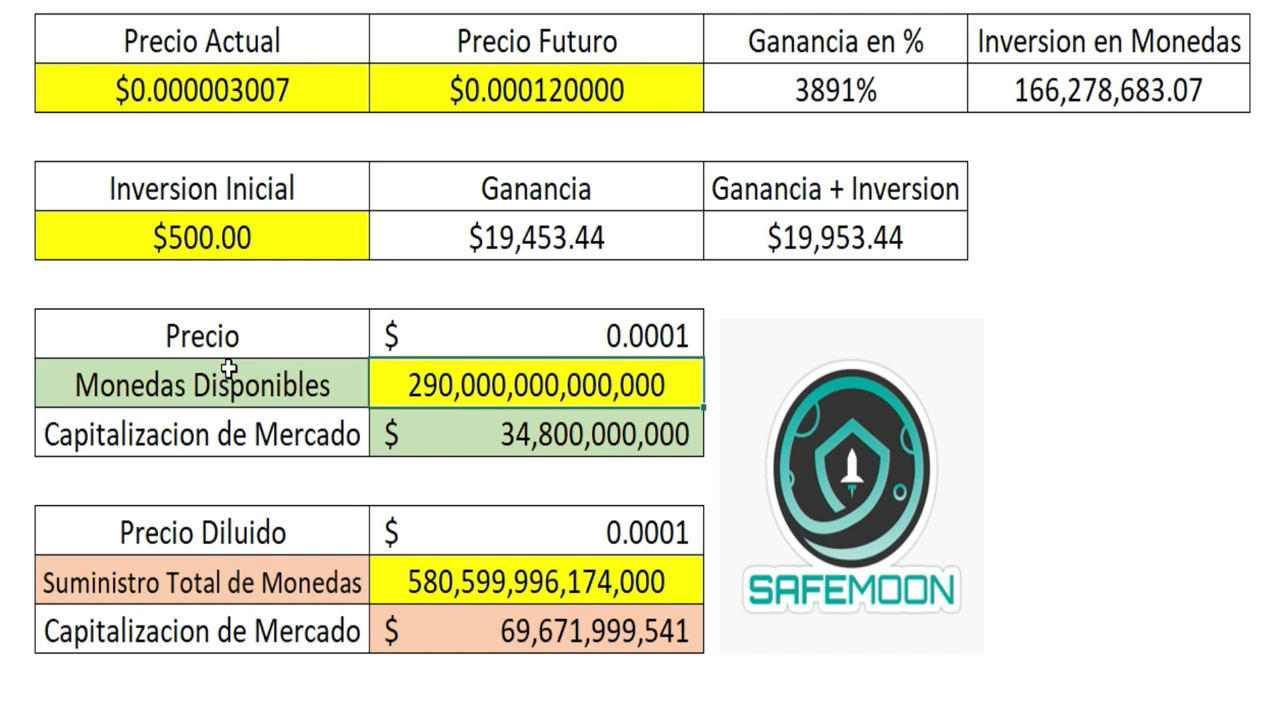 Precio Actual Precio Futuro Ganancia en % Inversion en Monedas
$0.000003007 $0.000120000 3891% 166,278,683.07
Inversion Inicial Ganancia Ganancia + Inversion
$500.00 $19,453.44 $19,953.44
Precio $ 0.0001
Monedas Disponibles 290,000,000,000,000
Capitalizacion de Mercado $ 34,800,000,000
Precio Diluido $ 0.0001
Suministro Total de Monedas 580,599,996,174,000
Capitalizacion de Mercado $ 69,671,999,541
SAFEMOON